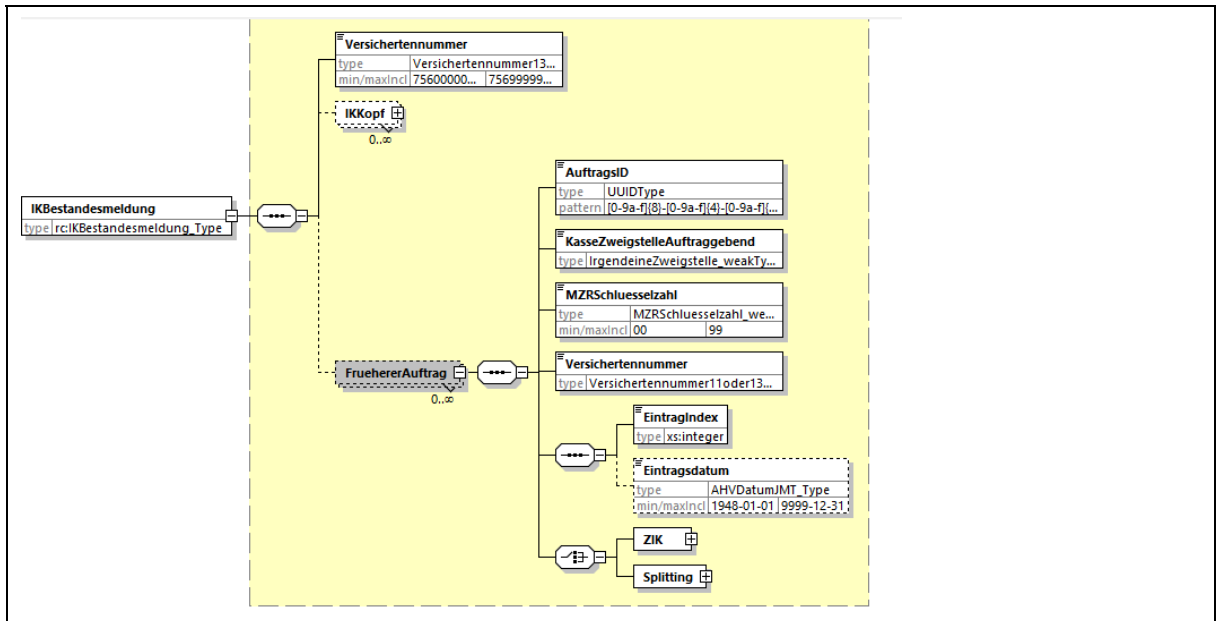 Versichertennummer
type Versichertennummer13...
min/maxIncl 75600000... 75699999...
IKKopf
0..∞
IKBestandesmeldung
type rc:IKBestandesmeldung_Type
AuftragsID
type UUIDType
pattern [0-9a-f]{8}-[0-9a-f]{4}-[0-9a-f]{...
KasseZweigstelleAuftraggebend
type IrgendeineZweigstelle_weakTy...
MZRSchluesselzahl
type MZRSchluesselzahl_we...
min/maxIncl 00 99
FruehererAuftrag
0..∞
Versichertennummer
type Versichertennummer11oder13...
EintragIndex
type xs:integer
Eintragsdatum
type AHVDatumJMT_Type
min/maxIncl 1948-01-01 9999-12-31
ZIK
Splitting